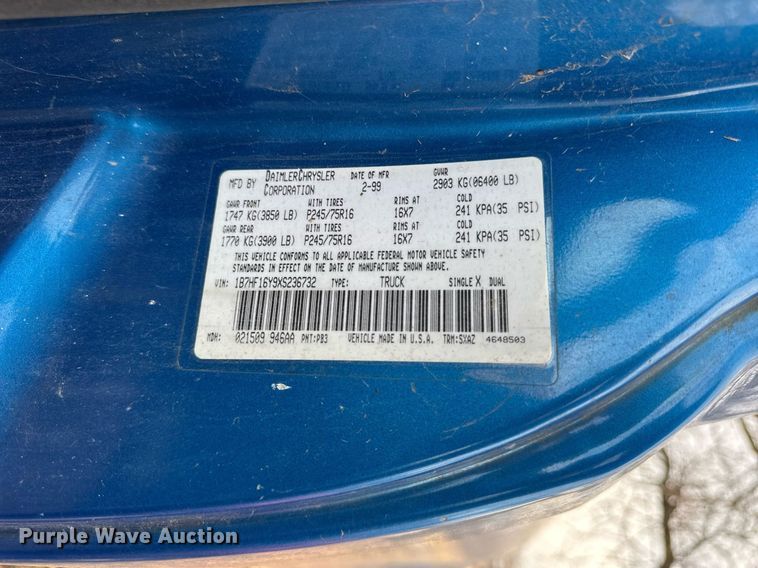 MFD BY DAIMLERCHRYSLER CORPORATION DATE OF MFR 2-99 GVWR 2903 KG(06400 LB)
GAWR FRONT WITH TIRES RIMS AT COLD
1747 KG(3850 LB) P245/75R16 16X7 241 KPA(35 PSI)
GAWR REAR WITH TIRES RIMS AT COLD
1770 KG(3900 LB) P245/75R16 16X7 241 KPA(35 PSI)
THIS VEHICLE CONFORMS TO ALL APPLICABLE FEDERAL MOTOR VEHICLE SAFETY
STANDARDS IN EFFECT ON THE DATE OF MANUFACTURE SHOWN ABOVE.
VIN: 1B7HF16Y9XS236732 TYPE: TRUCK SINGLE X DUAL
MDH: 021509 946AA PNT:PB3 VEHICLE MADE IN U.S.A. TRM:SXAZ 4648503
Purple Wave Auction®